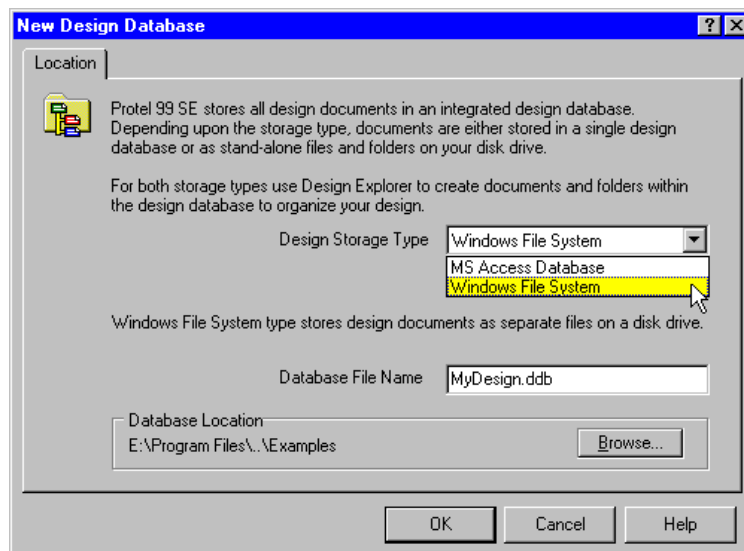 New Design Database
Location
Protel 99 SE stores all design documents in an integrated design database.
Depending upon the storage type, documents are either stored in a single design
database or as stand-alone files and folders on your disk drive.
For both storage types use Design Explorer to create documents and folders within
the design database to organize your design.
Design Storage Type Windows File System
MS Access Database
Windows File System
Windows File System type stores design documents as separate files on a disk drive.
Database File Name MyDesign.ddb
Database Location
E:\Program Files\..\Examples Browse...
OK Cancel Help